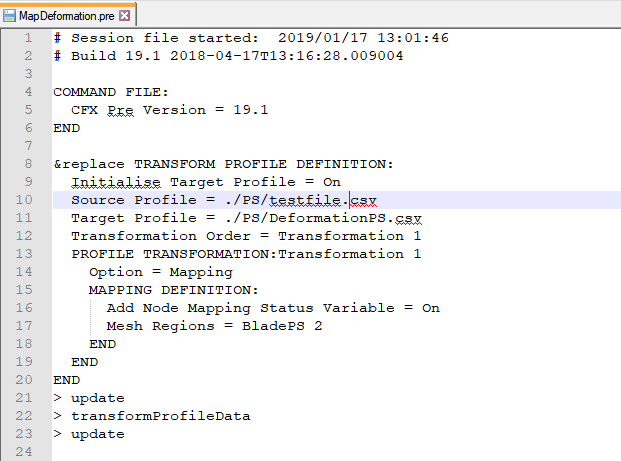 MapDeformation.pre
1 # Session file started:  2019/01/17 13:01:46
2 # Build 19.1 2018-04-17T13:16:28.009004
3
4 COMMAND FILE:
5   CFX Pre Version = 19.1
6 END
7
8 &replace TRANSFORM PROFILE DEFINITION:
9   Initialise Target Profile = On
10   Source Profile = ./PS/testfile.csv
11   Target Profile = ./PS/DeformationPS.csv
12   Transformation Order = Transformation 1
13   PROFILE TRANSFORMATION:Transformation 1
14     Option = Mapping
15     MAPPING DEFINITION:
16       Add Node Mapping Status Variable = On
17       Mesh Regions = BladePS 2
18     END
19   END
20 END
21 > update
22 > transformProfileData
23 > update
24